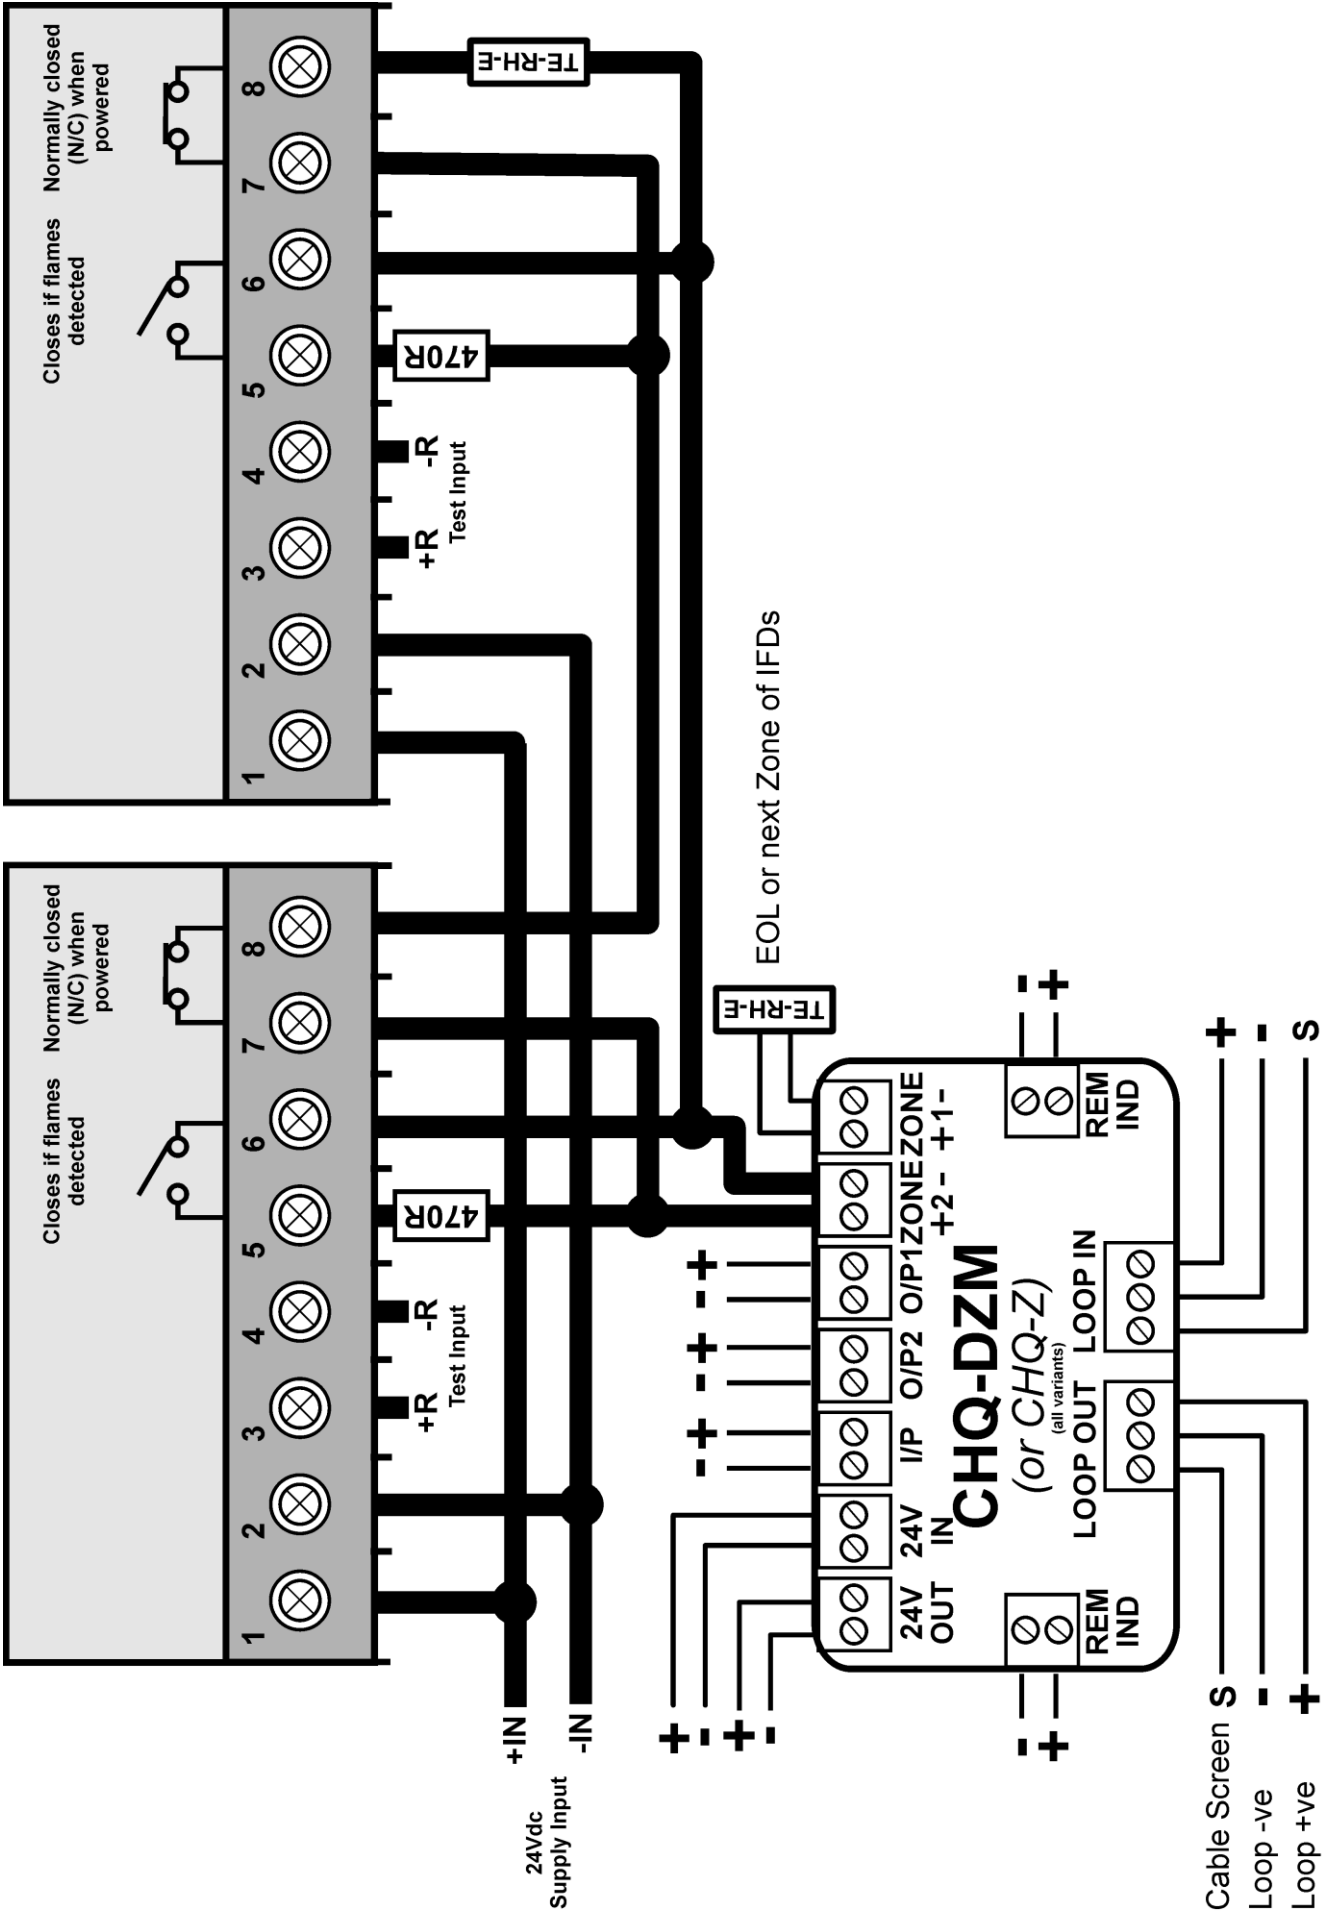 Closes if flames
detected
Normally closed
(N/C) when
powered
1
2
3
4
5
6
7
8
+R
-R
Test Input
470R
Closes if flames
detected
Normally closed
(N/C) when
powered
1
2
3
4
5
6
7
8
+R
-R
Test Input
470R
TE-RH-E
+IN
-IN
24Vdc
Supply Input
+
-
+
-
-
+
-
+
-
+
TE-RH-E
EOL or next Zone of IFDs
24V
OUT
24V
IN
I/P
O/P2
O/P1
ZONE
+2-
ZONE
+1-
CHQ-DZM
(or CHQ-Z)
(all variants)
REM
IND
-
+
REM
IND
-
+
LOOP OUT
LOOP IN
Cable Screen S
Loop -ve -
Loop +ve +
+
-
S